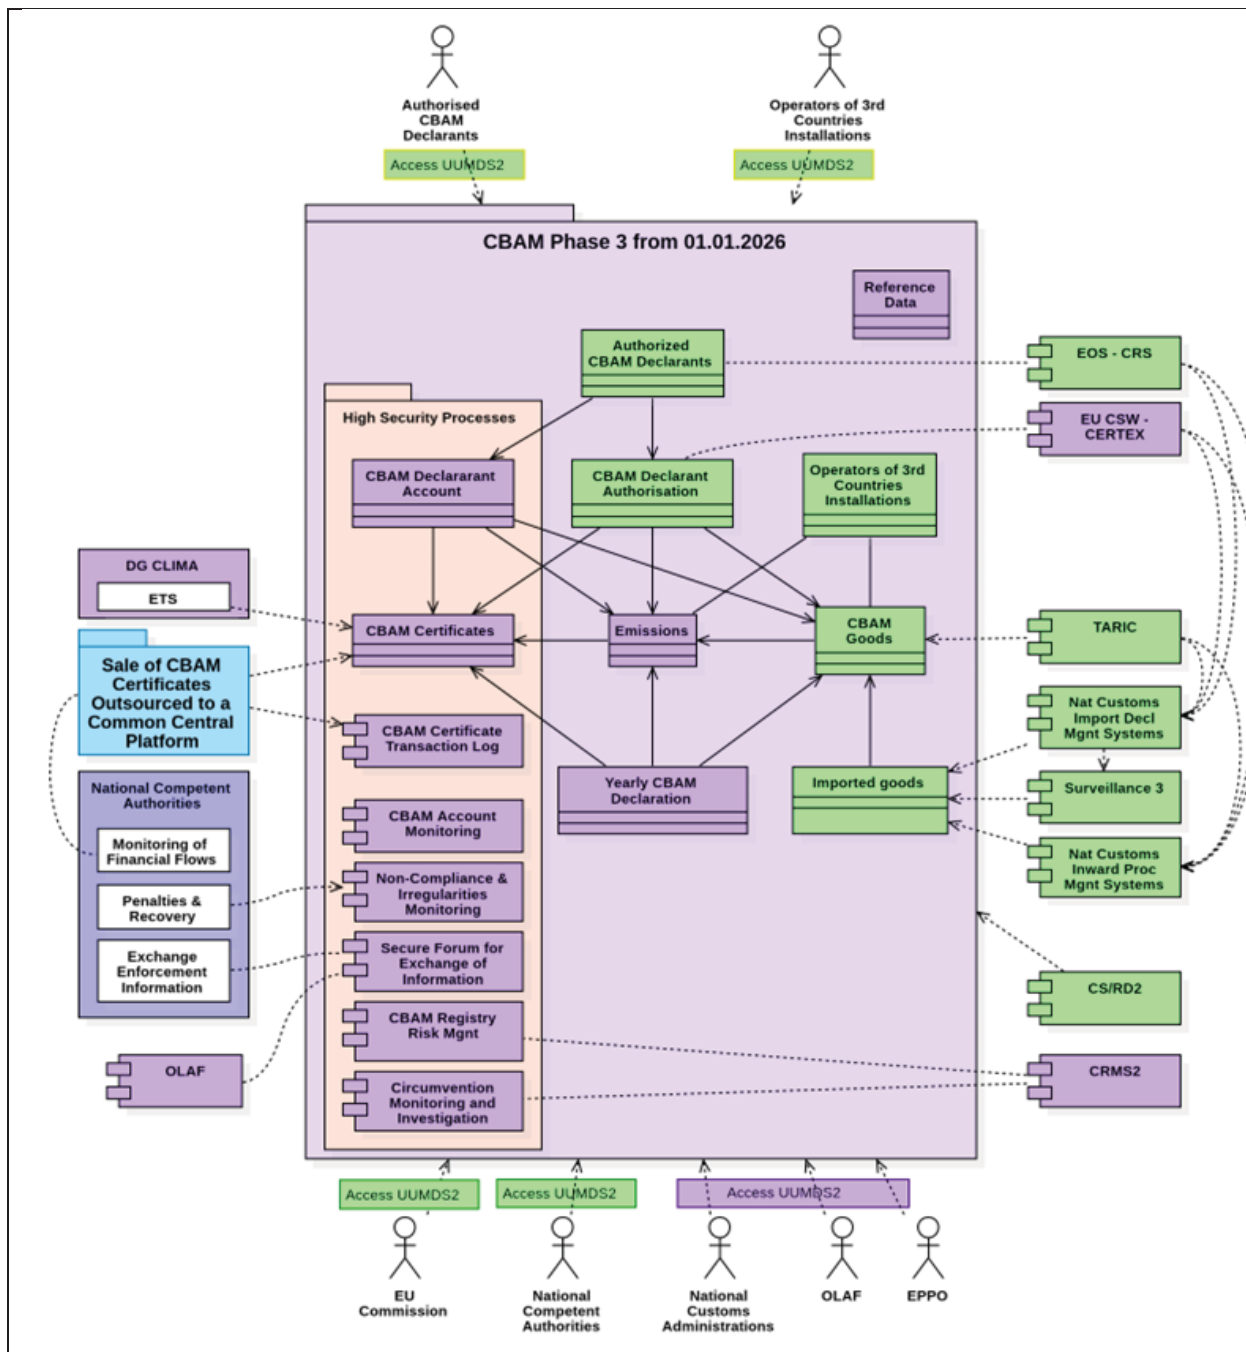 Authorised
CBAM
Declarants
Access UUMDS2
Operators of 3rd
Countries
Installations
Access UUMDS2
CBAM Phase 3 from 01.01.2026
Reference
Data
Authorized
CBAM Declarants
EOS - CRS
EU CSW -
CERTEX
High Security Processes
CBAM Declararant
Account
CBAM Declarant
Authorisation
Operators of 3rd
Countries
Installations
DG CLIMA
ETS
CBAM Certificates
Emissions
CBAM
Goods
TARIC
Sale of CBAM
Certificates
Outsourced to a
Common Central
Platform
CBAM Certificate
Transaction Log
Nat Customs
Import Decl
Mgnt Systems
National Competent
Authorities
Monitoring of
Financial Flows
Penalties &
Recovery
Exchange
Enforcement
Information
CBAM Account
Monitoring
Yearly CBAM
Declaration
Imported goods
Surveillance 3
Nat Customs
Inward Proc
Mgnt Systems
Non-Compliance &
Irregularities
Monitoring
Secure Forum for
Exchange of
Information
CS/RD2
CBAM Registry
Risk Mgnt
OLAF
Circumvention
Monitoring and
Investigation
CRMS2
Access UUMDS2
Access UUMDS2
Access UUMDS2
EU
Commission
National
Competent
Authorities
National
Customs
Administrations
OLAF
EPPO